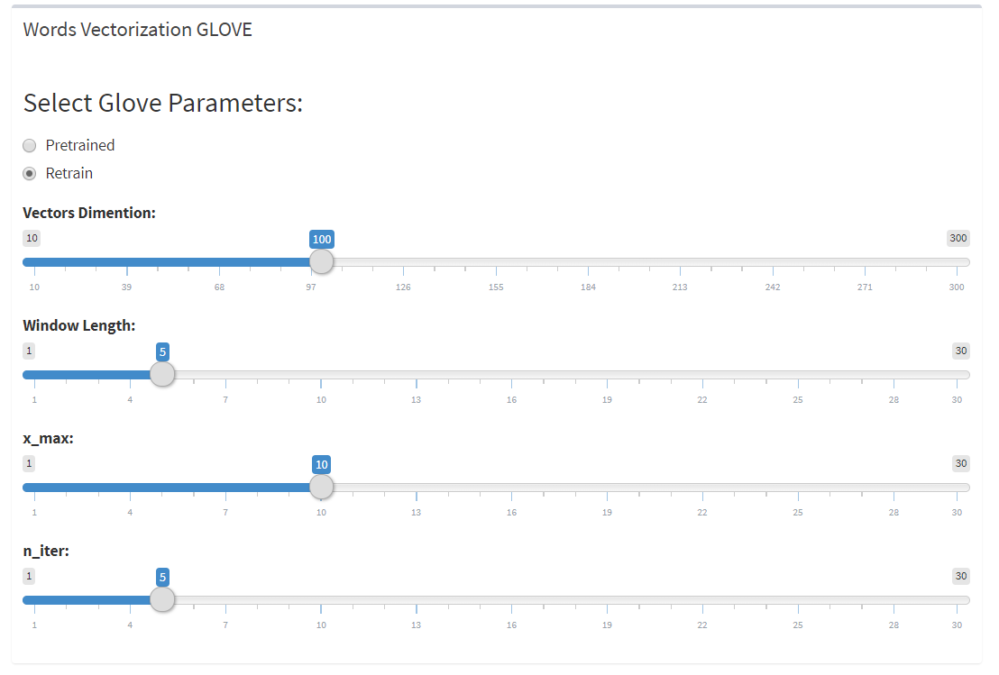 Words Vectorization GLOVE
Select Glove Parameters:
Pretrained
Retrain
Vectors Dimention:
10 100 300
10 39 68 97 126 155 184 213 242 271 300
Window Length:
1 5 30
1 4 7 10 13 16 19 22 25 28 30
x_max:
1 10 30
1 4 7 10 13 16 19 22 25 28 30
n_iter:
1 5 30
1 4 7 10 13 16 19 22 25 28 30